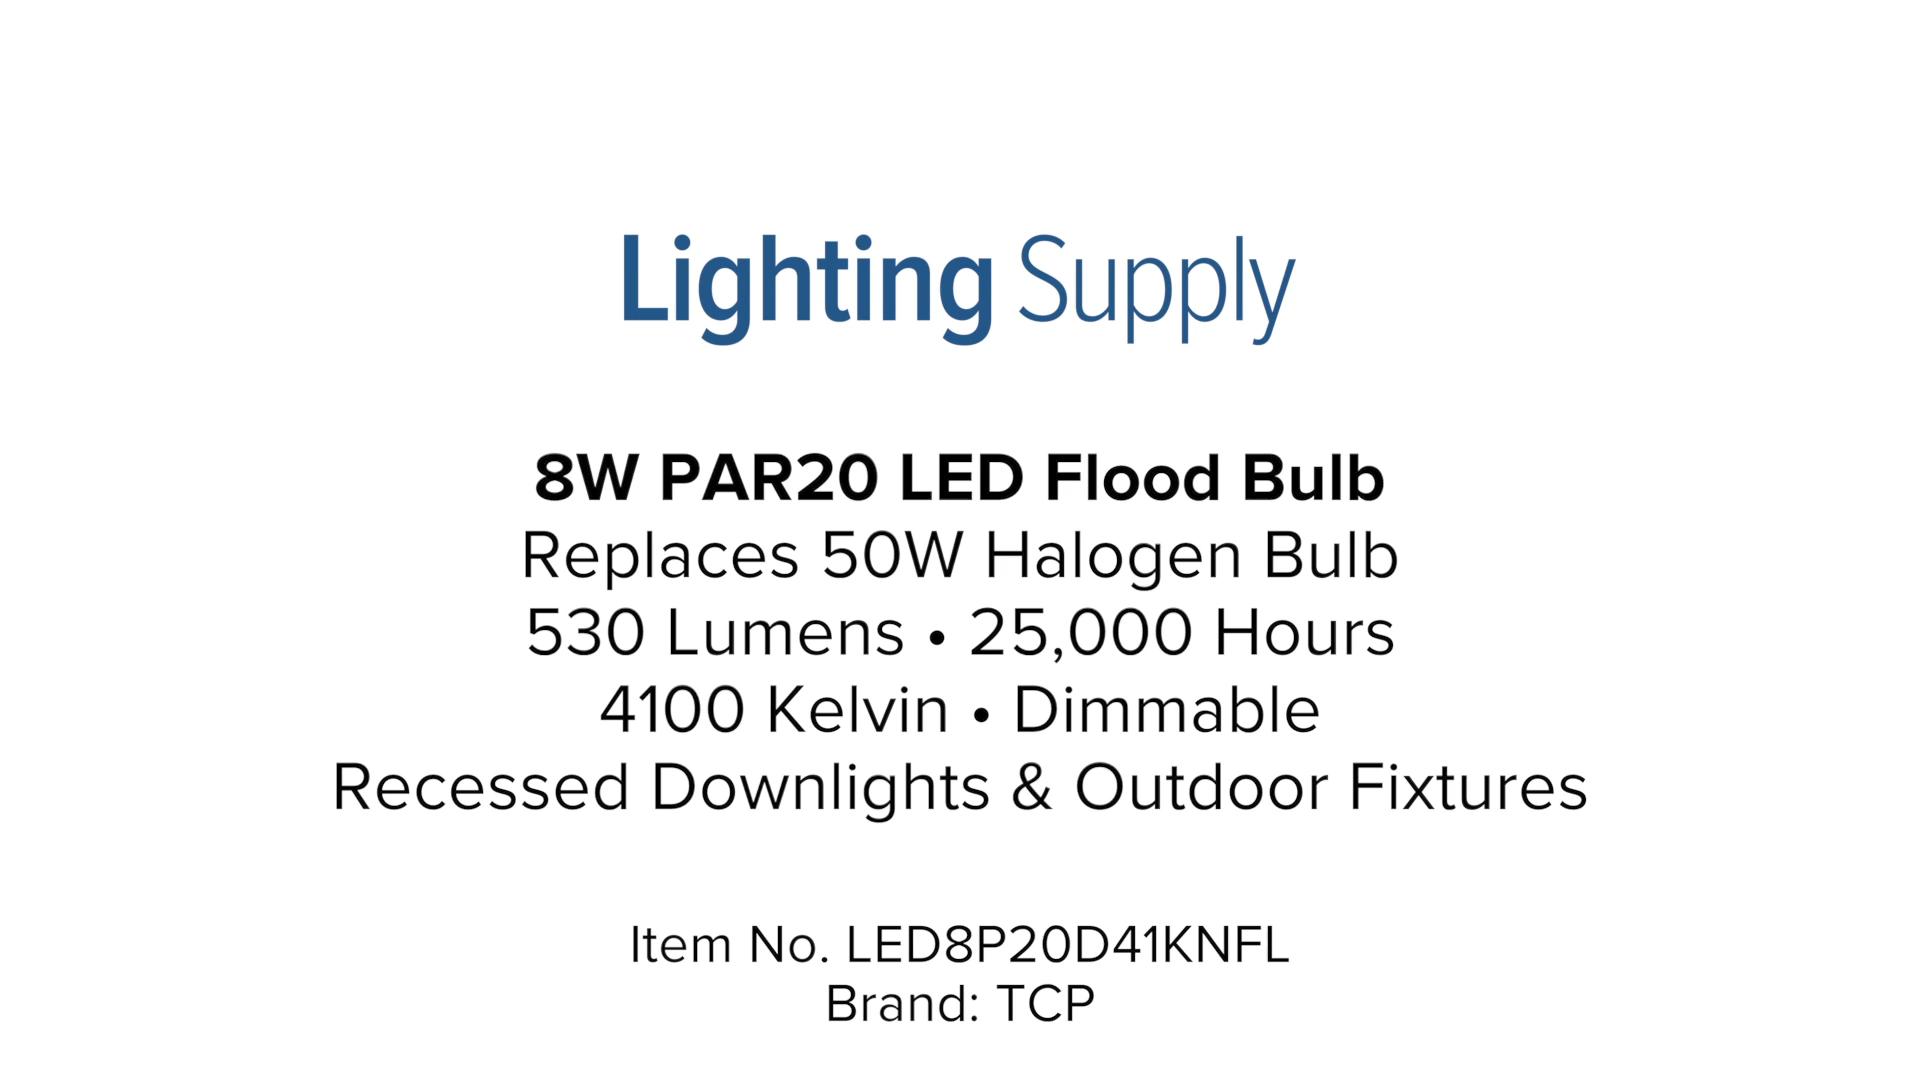 Lighting Supply
8W PAR20 LED Flood Bulb
Replaces 50W Halogen Bulb
530 Lumens • 25,000 Hours
4100 Kelvin • Dimmable
Recessed Downlights & Outdoor Fixtures
Item No. LED8P20D41KNFL
Brand: TCP